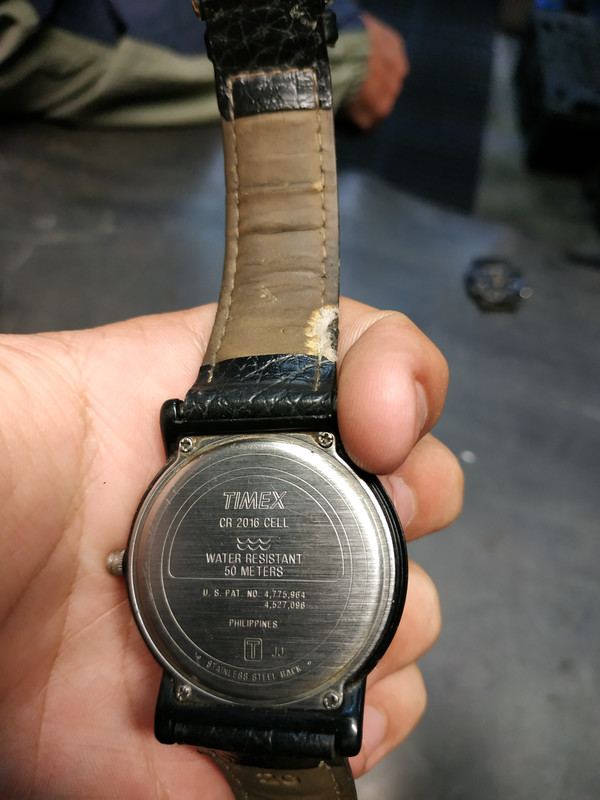 TIMEX
CR 2016 CELL
WATER RESISTANT
50 METERS
U. S. PAT. NO. 4,775,964
4,527,096
PHILIPPINES
T JJ
STAINLESS STEEL BACK